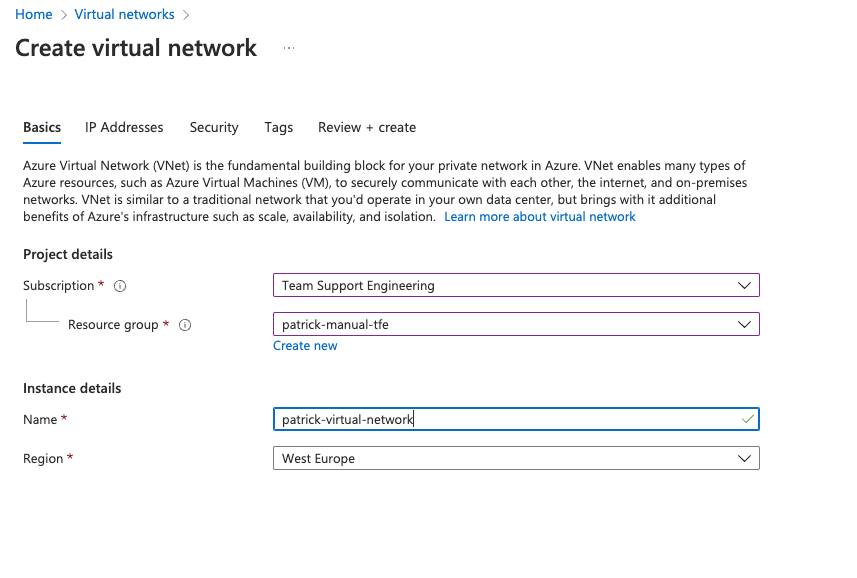 Home > Virtual networks >
Create virtual network ...
Basics IP Addresses Security Tags Review + create
Azure Virtual Network (VNet) is the fundamental building block for your private network in Azure. VNet enables many types of
Azure resources, such as Azure Virtual Machines (VM), to securely communicate with each other, the internet, and on-premises
networks. VNet is similar to a traditional network that you'd operate in your own data center, but brings with it additional
benefits of Azure's infrastructure such as scale, availability, and isolation. Learn more about virtual network
Project details
Subscription * Team Support Engineering
Resource group * patrick-manual-tfe
Create new
Instance details
Name * patrick-virtual-network
Region * West Europe